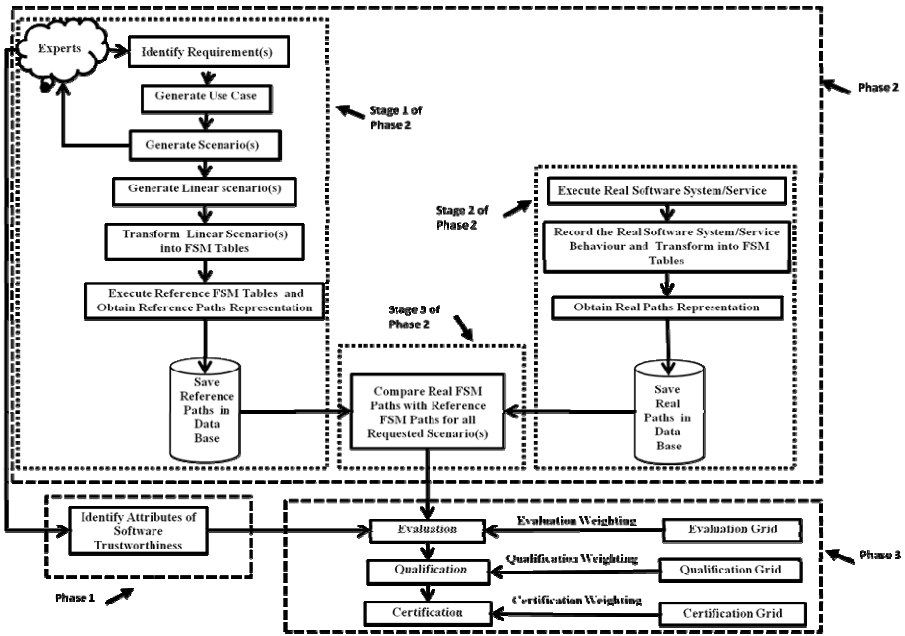 Experts
Identify Requirement(s)
Generate Use Case
Generate Scenario(s)
Generate Linear scenario(s)
Transform Linear Scenario(s)
into FSM Tables
Execute Reference FSM Tables and
Obtain Reference Paths Representation
Save
Reference
Paths in
Data
Base
Stage 1 of
Phase 2
Phase 2
Stage 2 of
Phase 2
Execute Real Software System/Service
Record the Real Software System/Service
Behaviour and Transform into FSM
Tables
Obtain Real Paths Representation
Save
Real
Paths in
Data
Base
Stage 3 of
Phase 2
Compare Real FSM
Paths with Reference
FSM Paths for all
Requested Scenario(s)
Identify Attributes of
Software
Trustworthiness
Phase 1
Evaluation
Evaluation Weighting
Evaluation Grid
Qualification
Qualification Weighting
Qualification Grid
Certification
Certification Weighting
Certification Grid
Phase 3